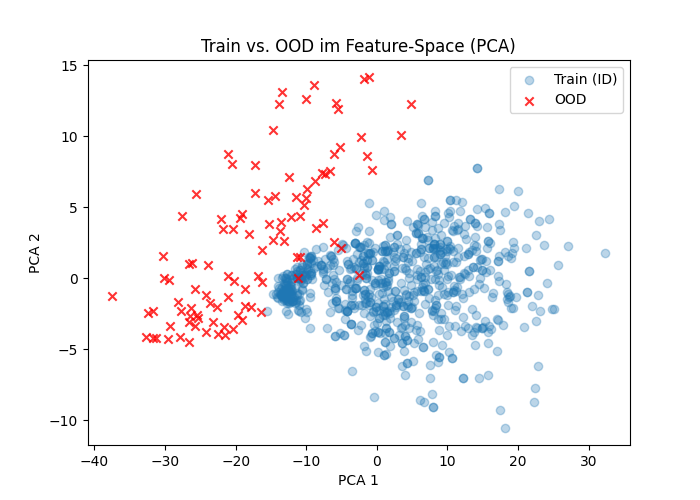 Train vs. OOD im Feature-Space (PCA)
Train (ID)
OOD
15
10
5
0
−5
−10
PCA 2
−40 −30 −20 −10 0 10 20 30
PCA 1